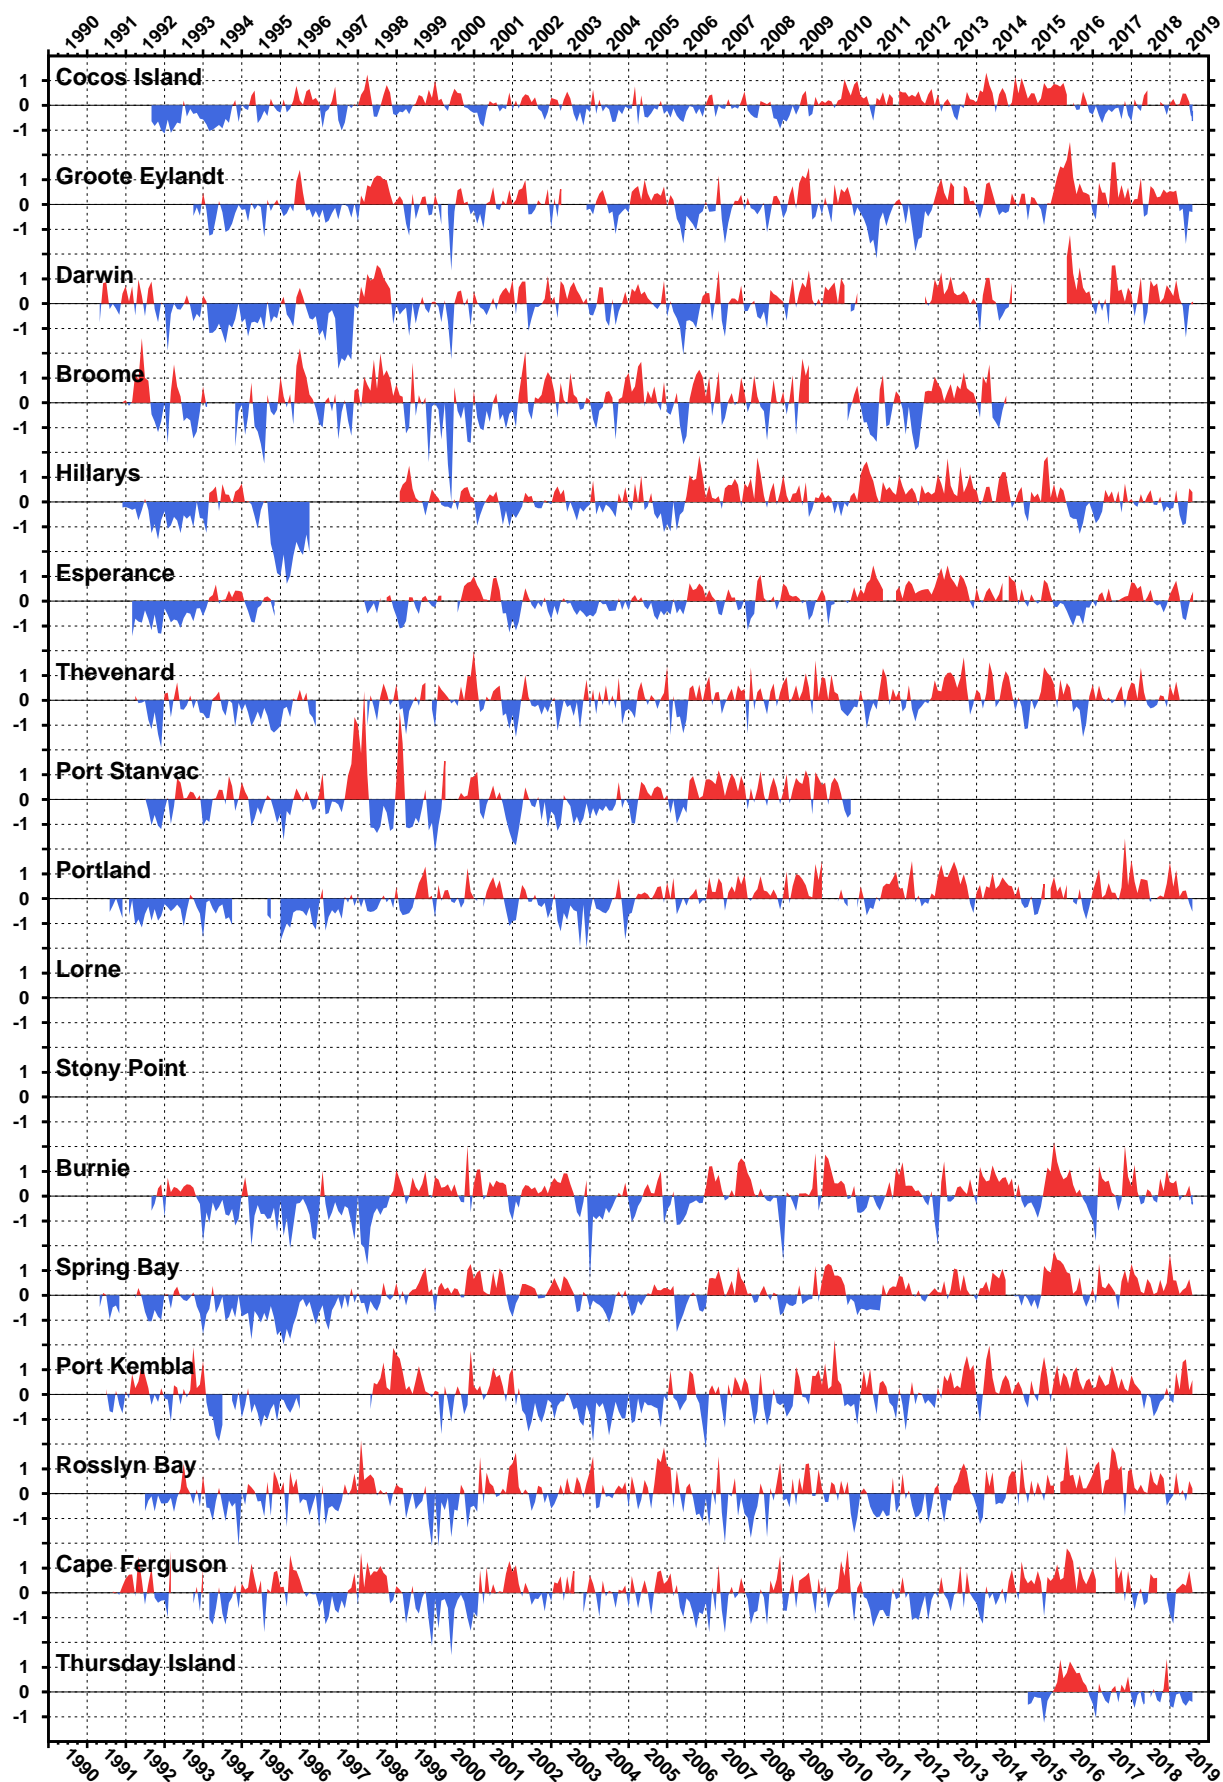 1990 1991 1992 1993 1994 1995 1996 1997 1998 1999 2000 2001 2002 2003 2004 2005 2006 2007 2008 2009 2010 2011 2012 2013 2014 2015 2016 2017 2018 2019
1 Cocos Island
0
-1
1 Groote Eylandt
0
-1
1 Darwin
0
-1
1 Broome
0
-1
1 Hillarys
0
-1
1 Esperance
0
-1
1 Thevenard
0
-1
1 Port Stanvac
0
-1
1 Portland
0
-1
1 Lorne
0
-1
1 Stony Point
0
-1
1 Burnie
0
-1
1 Spring Bay
0
-1
1 Port Kembla
0
-1
1 Rosslyn Bay
0
-1
1 Cape Ferguson
0
-1
1 Thursday Island
0
-1
1990 1991 1992 1993 1994 1995 1996 1997 1998 1999 2000 2001 2002 2003 2004 2005 2006 2007 2008 2009 2010 2011 2012 2013 2014 2015 2016 2017 2018 2019